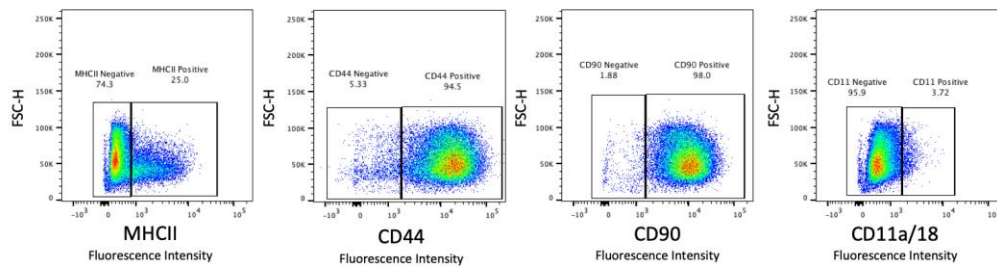 250K
200K
150K
100K
50K
0
FSC-H
MHCII Negative
74.3
MHCII Positive
25.0
-10³ 10³ 10⁴ 10⁵
MHCII
Fluorescence Intensity
250K
200K
150K
100K
50K
0
FSC-H
CD44 Negative
5.33
CD44 Positive
94.5
-10³ 10³ 10⁴ 10⁵
CD44
Fluorescence Intensity
250K
200K
150K
100K
50K
0
FSC-H
CD90 Negative
1.88
CD90 Positive
98.0
-10³ 10³ 10⁴ 10⁵
CD90
Fluorescence Intensity
250K
200K
150K
100K
50K
0
FSC-H
CD11 Negative
95.9
CD11 Positive
3.72
-10³ 10³ 10⁴ 10⁵
CD11a/18
Fluorescence Intensity